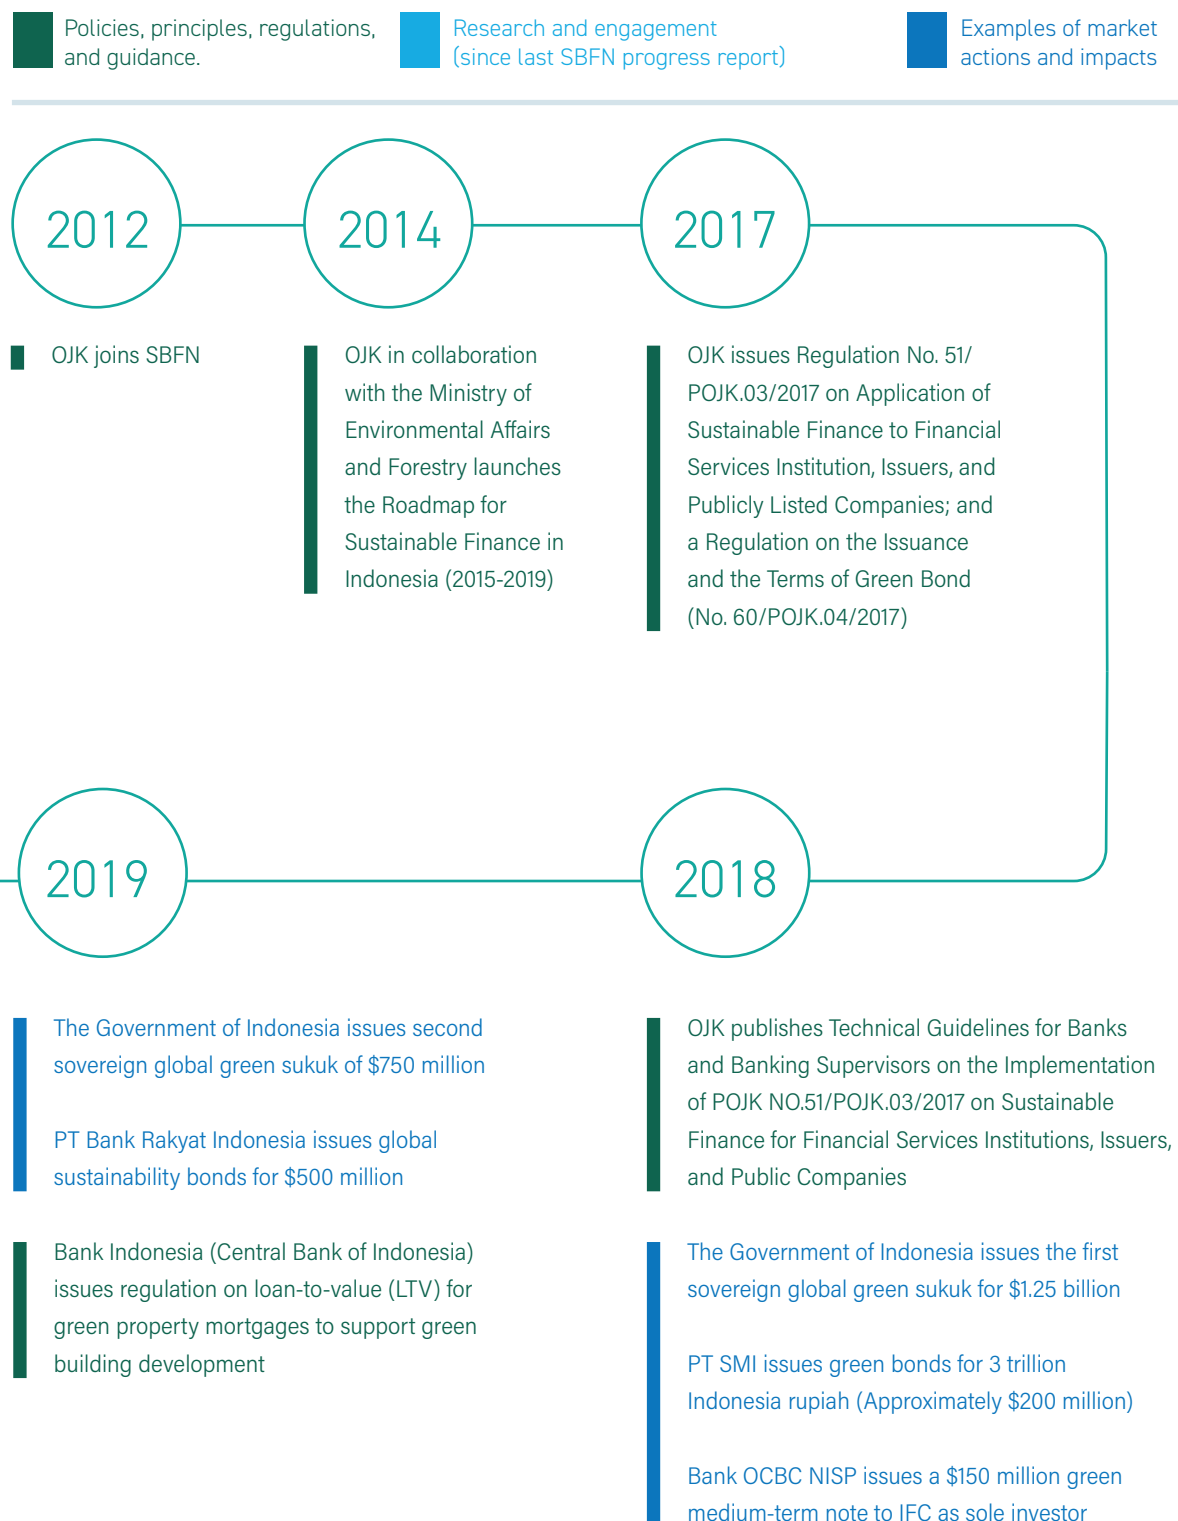 Policies, principles, regulations,
and guidance.
Research and engagement
(since last SBFN progress report)
Examples of market
actions and impacts
2012
OJK joins SBFN
2014
OJK in collaboration
with the Ministry of
Environmental Affairs
and Forestry launches
the Roadmap for
Sustainable Finance in
Indonesia (2015-2019)
2017
OJK issues Regulation No. 51/
POJK.03/2017 on Application of
Sustainable Finance to Financial
Services Institution, Issuers, and
Publicly Listed Companies; and
a Regulation on the Issuance
and the Terms of Green Bond
(No. 60/POJK.04/2017)
2018
OJK publishes Technical Guidelines for Banks
and Banking Supervisors on the Implementation
of POJK NO.51/POJK.03/2017 on Sustainable
Finance for Financial Services Institutions, Issuers,
and Public Companies
The Government of Indonesia issues the first
sovereign global green sukuk for $1.25 billion
PT SMI issues green bonds for 3 trillion
Indonesia rupiah (Approximately $200 million)
Bank OCBC NISP issues a $150 million green
medium-term note to IFC as sole investor
2019
The Government of Indonesia issues second
sovereign global green sukuk of $750 million
PT Bank Rakyat Indonesia issues global
sustainability bonds for $500 million
Bank Indonesia (Central Bank of Indonesia)
issues regulation on loan-to-value (LTV) for
green property mortgages to support green
building development